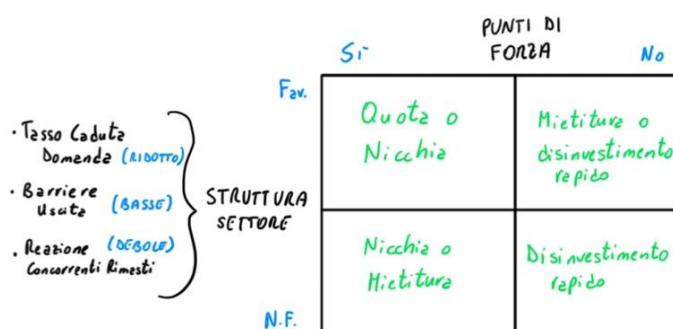 PUNTI DI
FORZA
Sì
No
Fav.
Quota o
Nicchia
Mietitura o
disinvestimento
rapido
• Tasso Caduta
Domanda (RIDOTTO)
• Barriere
Uscita (BASSE)
• Reazione (DEBOLE)
Concorrenti Rimasti
STRUTTURA
SETTORE
Nicchia o
Mietitura
Disinvestimento
rapido
N.F.